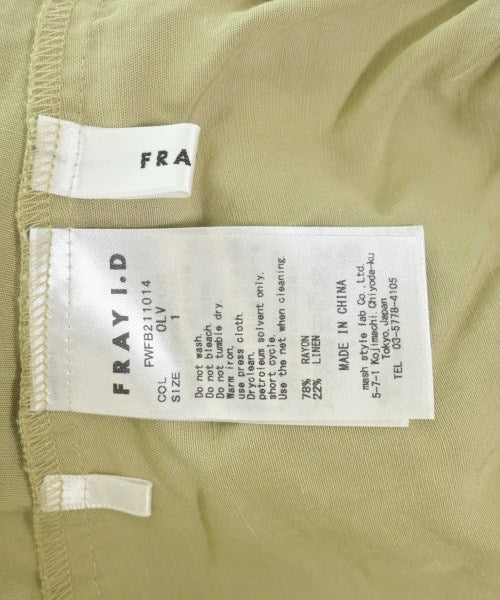 FRA
FRAY I.D
FWFB211014
COL OLV
SIZE 1
Do not wash.
Do not bleach.
Do not tumble dry.
Warm iron,
use press cloth.
Dryclean,
petroleum solvent only.
short cycle.
Use the net when cleaning
78% RAYON
22% LINEN
MADE IN CHINA
mash style lab Co., Ltd.
5-7-1 Kojimachi, Chiyoda-ku
Tokyo, Japan
TEL 03-5778-4105